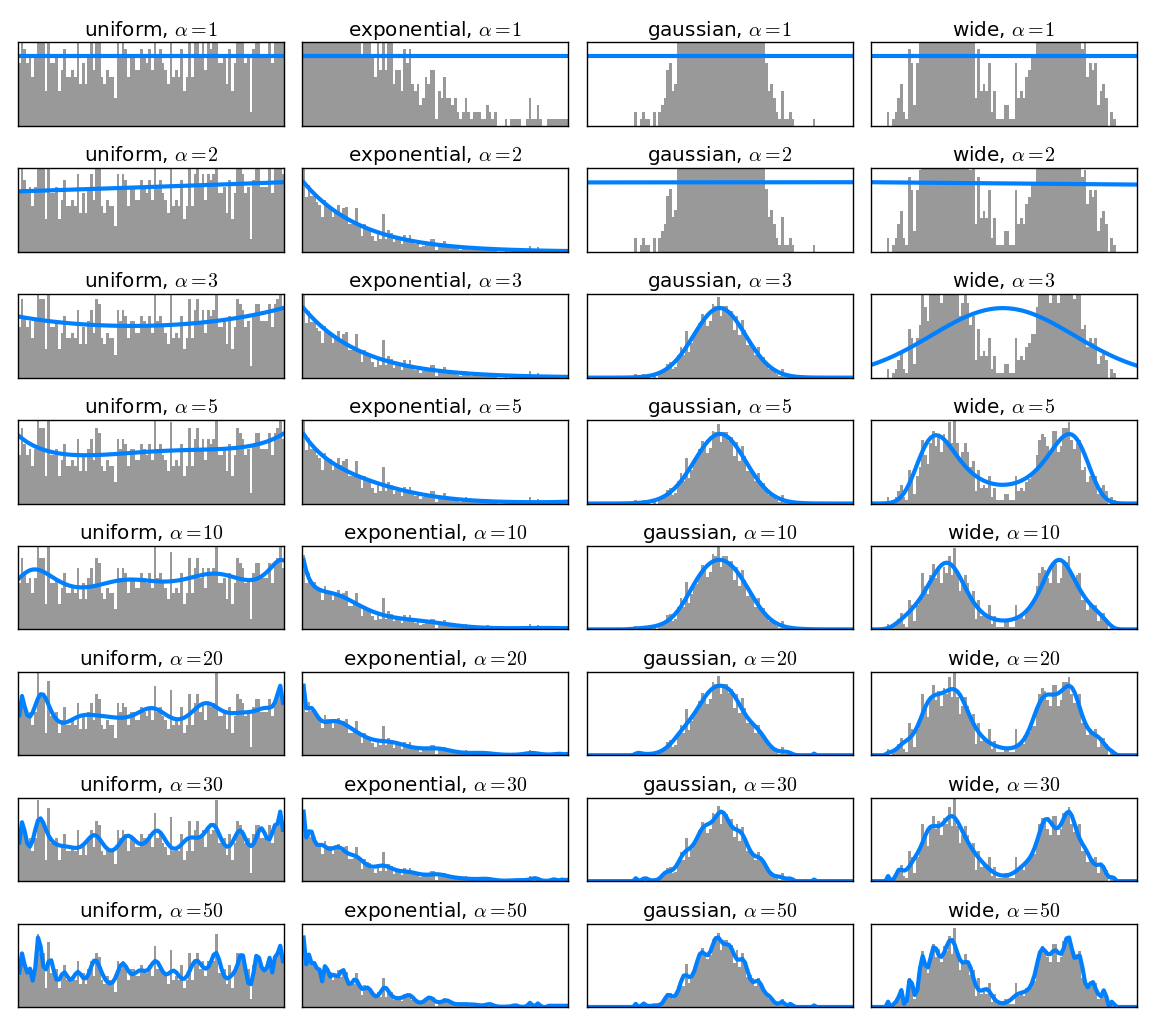 uniform, α=1
exponential, α=1
gaussian, α=1
wide, α=1
uniform, α=2
exponential, α=2
gaussian, α=2
wide, α=2
uniform, α=3
exponential, α=3
gaussian, α=3
wide, α=3
uniform, α=5
exponential, α=5
gaussian, α=5
wide, α=5
uniform, α=10
exponential, α=10
gaussian, α=10
wide, α=10
uniform, α=20
exponential, α=20
gaussian, α=20
wide, α=20
uniform, α=30
exponential, α=30
gaussian, α=30
wide, α=30
uniform, α=50
exponential, α=50
gaussian, α=50
wide, α=50